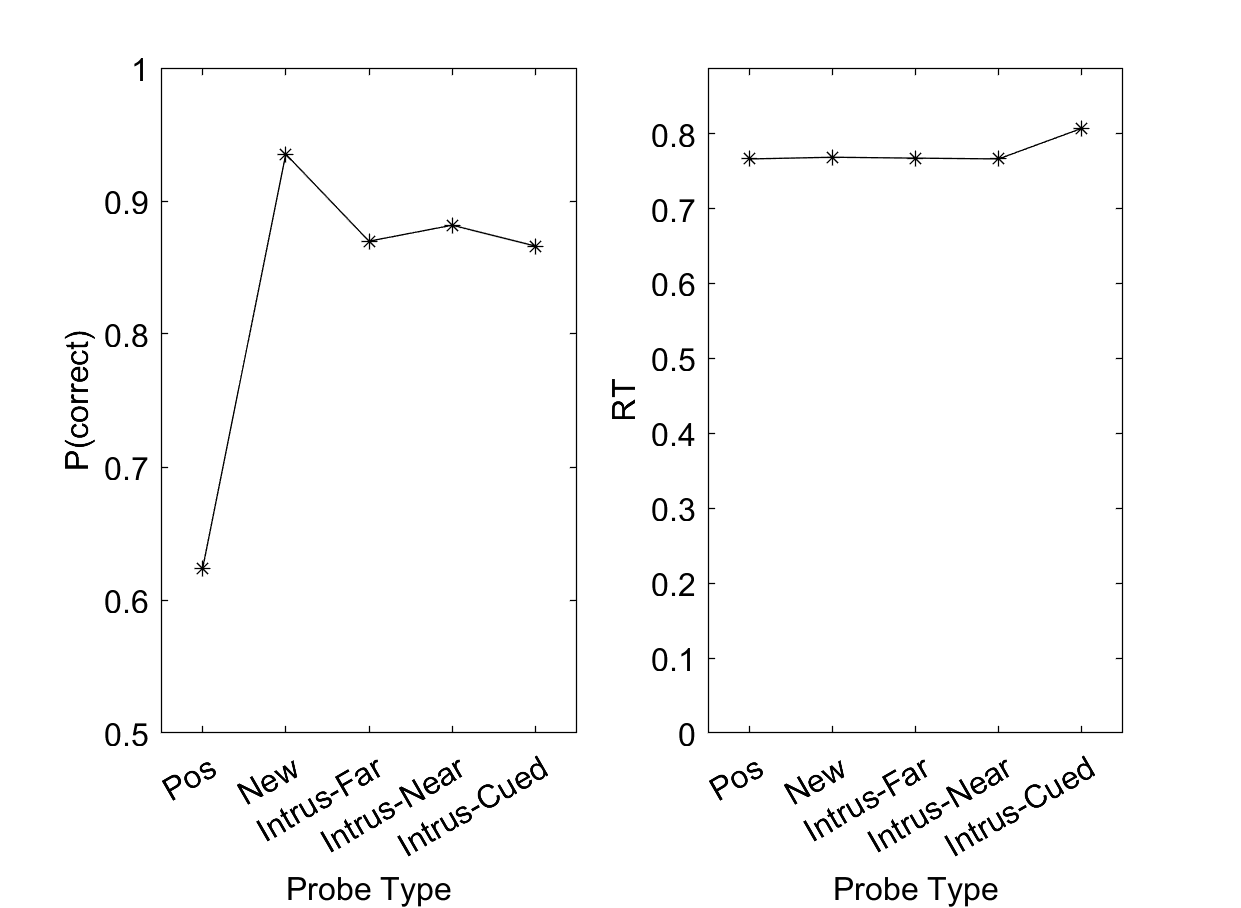 P(correct)
1
0.9
0.8
0.7
0.6
0.5
Pos
New
Intrus-Far
Intrus-Near
Intrus-Cued
Probe Type
RT
0.8
0.7
0.6
0.5
0.4
0.3
0.2
0.1
0
Pos
New
Intrus-Far
Intrus-Near
Intrus-Cued
Probe Type